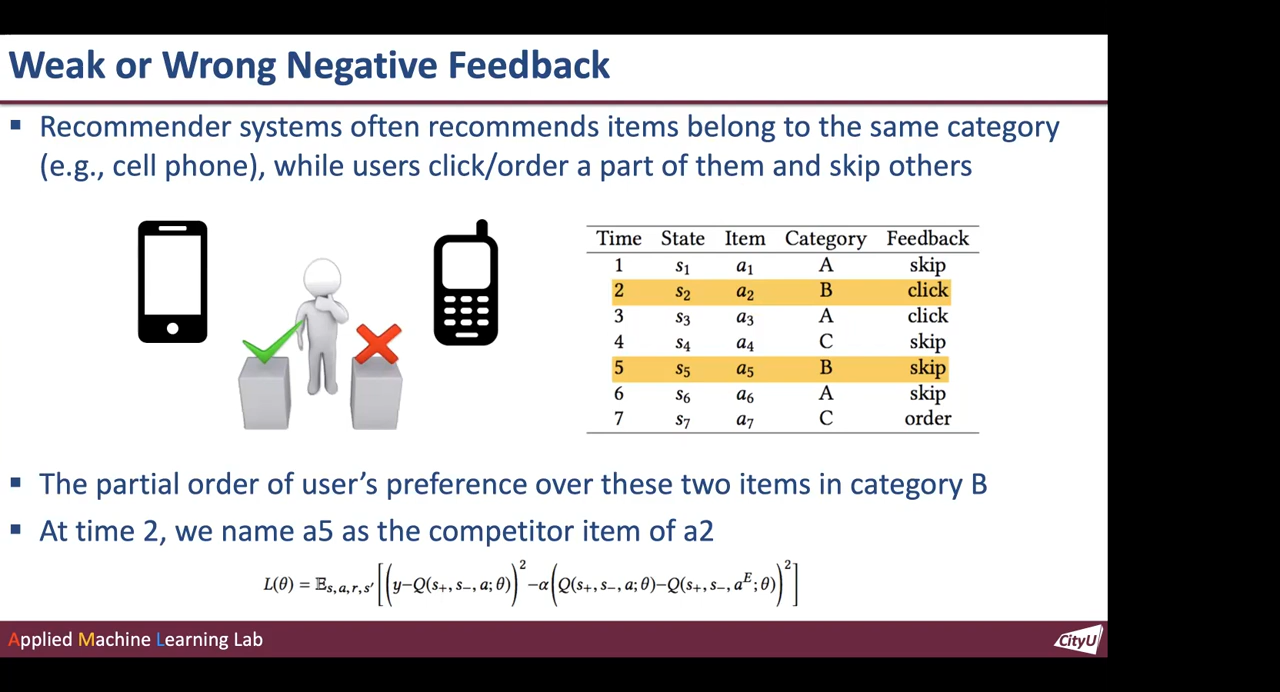 Weak or Wrong Negative Feedback
▪ Recommender systems often recommends items belong to the same category
(e.g., cell phone), while users click/order a part of them and skip others
Time State Item Category Feedback
1 s₁ a₁ A skip
2 s₂ a₂ B click
3 s₃ a₃ A click
4 s₄ a₄ C skip
5 s₅ a₅ B skip
6 s₆ a₆ A skip
7 s₇ a₇ C order
▪ The partial order of user’s preference over these two items in category B
▪ At time 2, we name a5 as the competitor item of a2
L(θ) = 𝔼s,a,r,s′[(y−Q(s₊, s₋, a; θ))²−α(Q(s₊, s₋, a; θ)−Q(s₊, s₋, aᴱ; θ))²]
Applied Machine Learning Lab
CityU